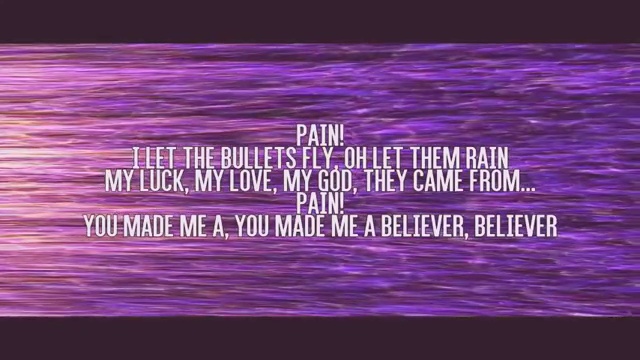 PAIN!
I LET THE BULLETS FLY, OH LET THEM RAIN
MY LUCK, MY LOVE, MY GOD, THEY CAME FROM...
PAIN!
YOU MADE ME A, YOU MADE ME A BELIEVER, BELIEVER